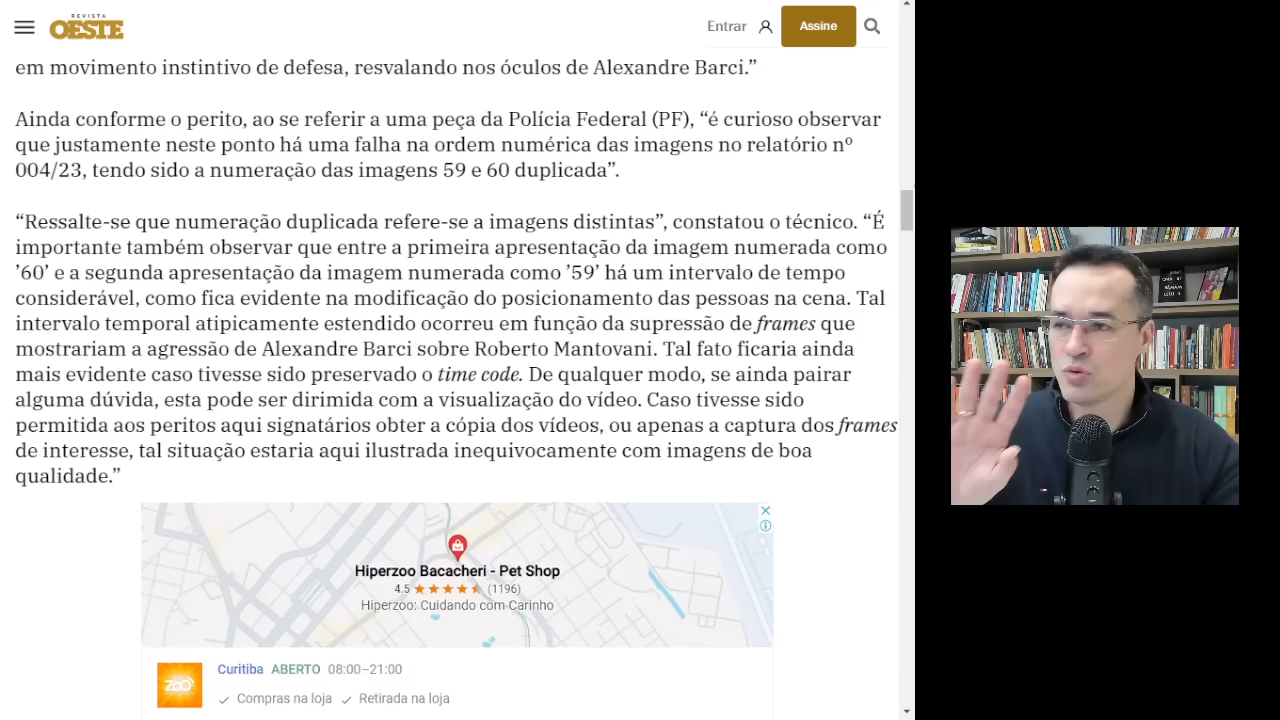 REVISTA
OESTE
Entrar
Assine
em movimento instintivo de defesa, resvalando nos óculos de Alexandre Barci.”
Ainda conforme o perito, ao se referir a uma peça da Polícia Federal (PF), “é curioso observar
que justamente neste ponto há uma falha na ordem numérica das imagens no relatório nº
004/23, tendo sido a numeração das imagens 59 e 60 duplicada”.
“Ressalte-se que numeração duplicada refere-se a imagens distintas”, constatou o técnico. “É
importante também observar que entre a primeira apresentação da imagem numerada como
’60’ e a segunda apresentação da imagem numerada como ’59’ há um intervalo de tempo
considerável, como fica evidente na modificação do posicionamento das pessoas na cena. Tal
intervalo temporal atipicamente estendido ocorreu em função da supressão de frames que
mostrariam a agressão de Alexandre Barci sobre Roberto Mantovani. Tal fato ficaria ainda
mais evidente caso tivesse sido preservado o time code. De qualquer modo, se ainda pairar
alguma dúvida, esta pode ser dirimida com a visualização do vídeo. Caso tivesse sido
permitida aos peritos aqui signatários obter a cópia dos vídeos, ou apenas a captura dos frames
de interesse, tal situação estaria aqui ilustrada inequivocamente com imagens de boa
qualidade.”
Hiperzoo Bacacheri - Pet Shop
4.5 (1196)
Hiperzoo: Cuidando com Carinho
ZOO
Curitiba ABERTO 08:00–21:00
Compras na loja Retirada na loja